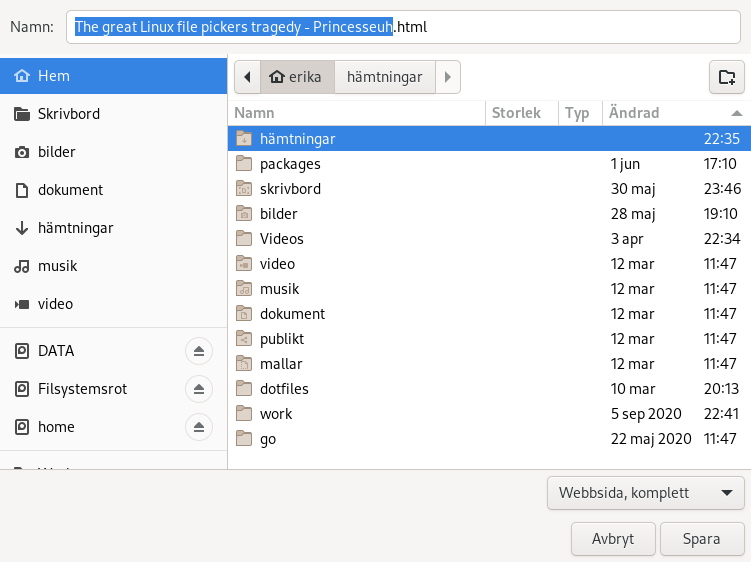 Namn: The great Linux file pickers tragedy - Princesseuh.html
Hem
Skrivbord
bilder
dokument
hämtningar
musik
video
DATA
Filsystemsrot
home
erika hämtningar
Namn Storlek Typ Ändrad
hämtningar 22:35
packages 1 jun 17:10
skrivbord 30 maj 23:46
bilder 28 maj 19:10
Videos 3 apr 22:34
video 12 mar 11:47
musik 12 mar 11:47
dokument 12 mar 11:47
publikt 12 mar 11:47
mallar 12 mar 11:47
dotfiles 10 mar 20:13
work 5 sep 2020 22:41
go 22 maj 2020 11:47
Webbsida, komplett
Avbryt Spara